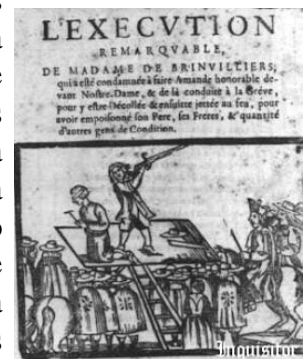 L'EXECVTION
REMARQVABLE,
DE MADAME DE BRINVILLIERS,
qui a esté condamnée à faire Amande honorable de-
vant Nostre-Dame, & de là conduite à la Gréve,
pour y estre Décollée & ensuite jettée au feu, pour
avoir empoisonné son Pere, ses Freres, & quantité
d'autres gens de Condition.
Inquisitor